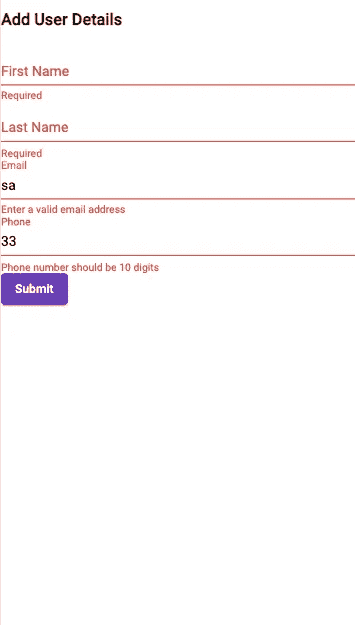 Add User Details
First Name
Required
Last Name
Required
Email
sa
Enter a valid email address
Phone
33
Phone number should be 10 digits
Submit